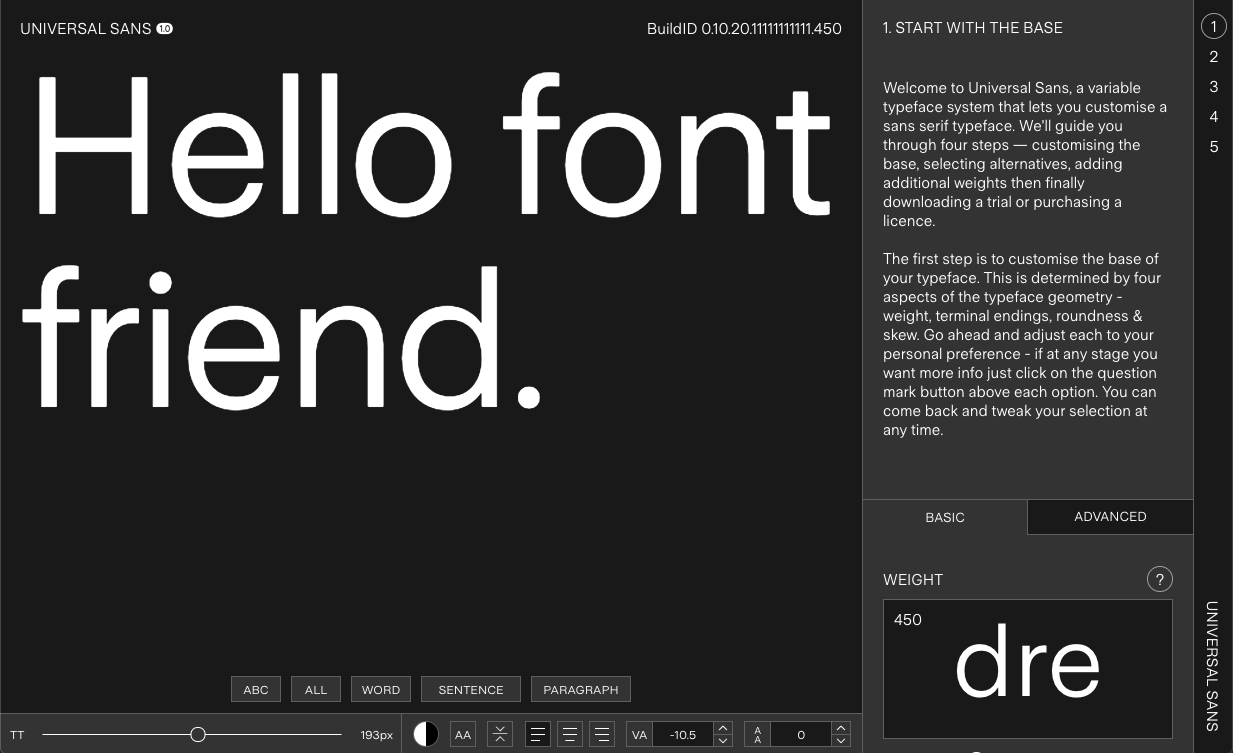 UNIVERSAL SANS 1.0
BuildID 0.10.20.11111111111.450
Hello font
friend.
ABC
ALL
WORD
SENTENCE
PARAGRAPH
TT
193px
AA
VA
-10.5
A
A
0
1. START WITH THE BASE
Welcome to Universal Sans, a variable
typeface system that lets you customise a
sans serif typeface. We'll guide you
through four steps — customising the
base, selecting alternatives, adding
additional weights then finally
downloading a trial or purchasing a
licence.
The first step is to customise the base of
your typeface. This is determined by four
aspects of the typeface geometry -
weight, terminal endings, roundness &
skew. Go ahead and adjust each to your
personal preference - if at any stage you
want more info just click on the question
mark button above each option. You can
come back and tweak your selection at
any time.
BASIC
ADVANCED
WEIGHT
?
450
dre
1
2
3
4
5
UNIVERSAL SANS